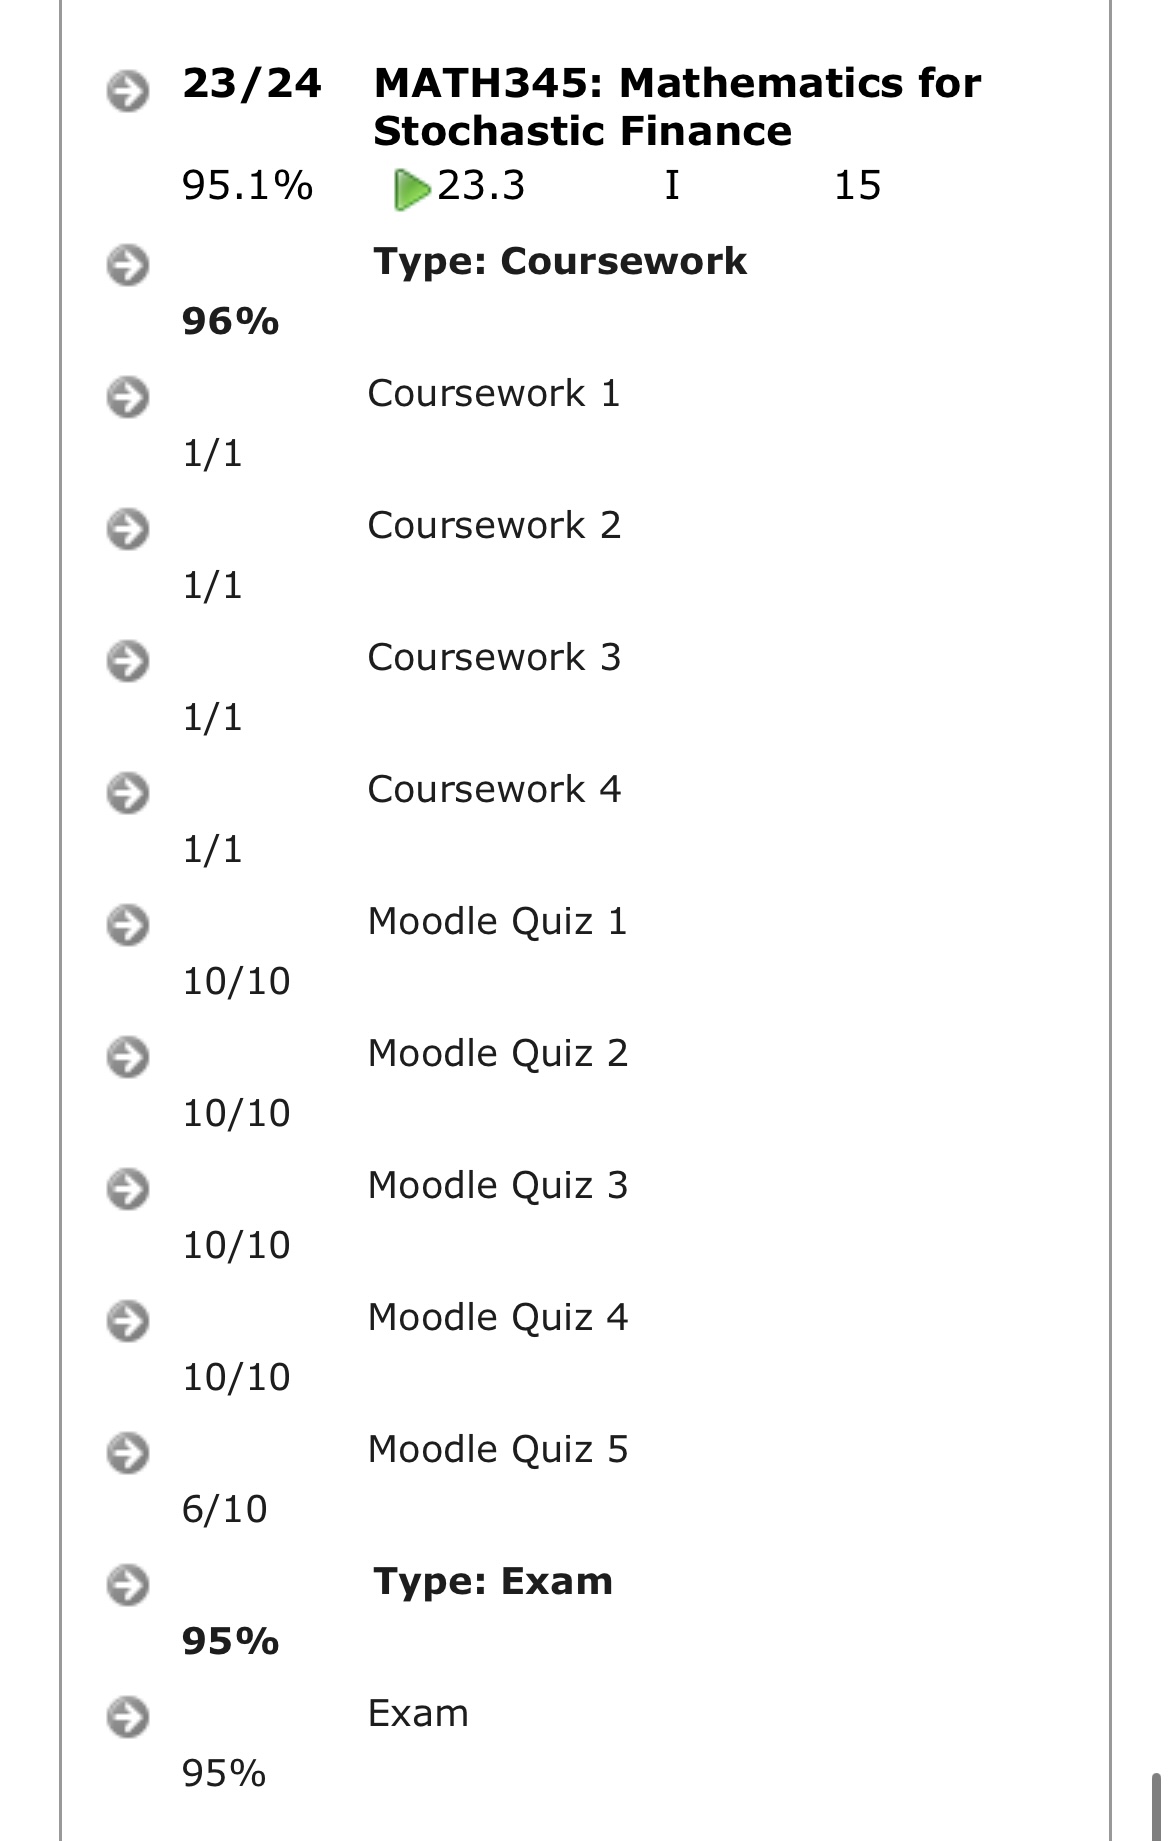 23/24 MATH345: Mathematics for
Stochastic Finance
95.1% 23.3 I 15
Type: Coursework
96%
Coursework 1
1/1
Coursework 2
1/1
Coursework 3
1/1
Coursework 4
1/1
Moodle Quiz 1
10/10
Moodle Quiz 2
10/10
Moodle Quiz 3
10/10
Moodle Quiz 4
10/10
Moodle Quiz 5
6/10
Type: Exam
95%
Exam
95%